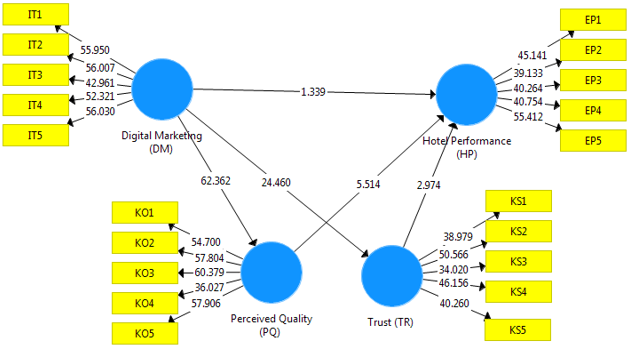 IT1
IT2
IT3
IT4
IT5
55.950
56.007
42.961
52.321
56.030
Digital Marketing
(DM)
1.339
EP1
EP2
EP3
EP4
EP5
45.141
39.133
40.264
40.754
55.412
Hotel Performance
(HP)
62.362
24.460
5.514
2.974
KO1
KO2
KO3
KO4
KO5
54.700
57.804
60.379
36.027
57.906
Perceived Quality
(PQ)
Trust (TR)
KS1
KS2
KS3
KS4
KS5
38.979
50.566
34.020
46.156
40.260